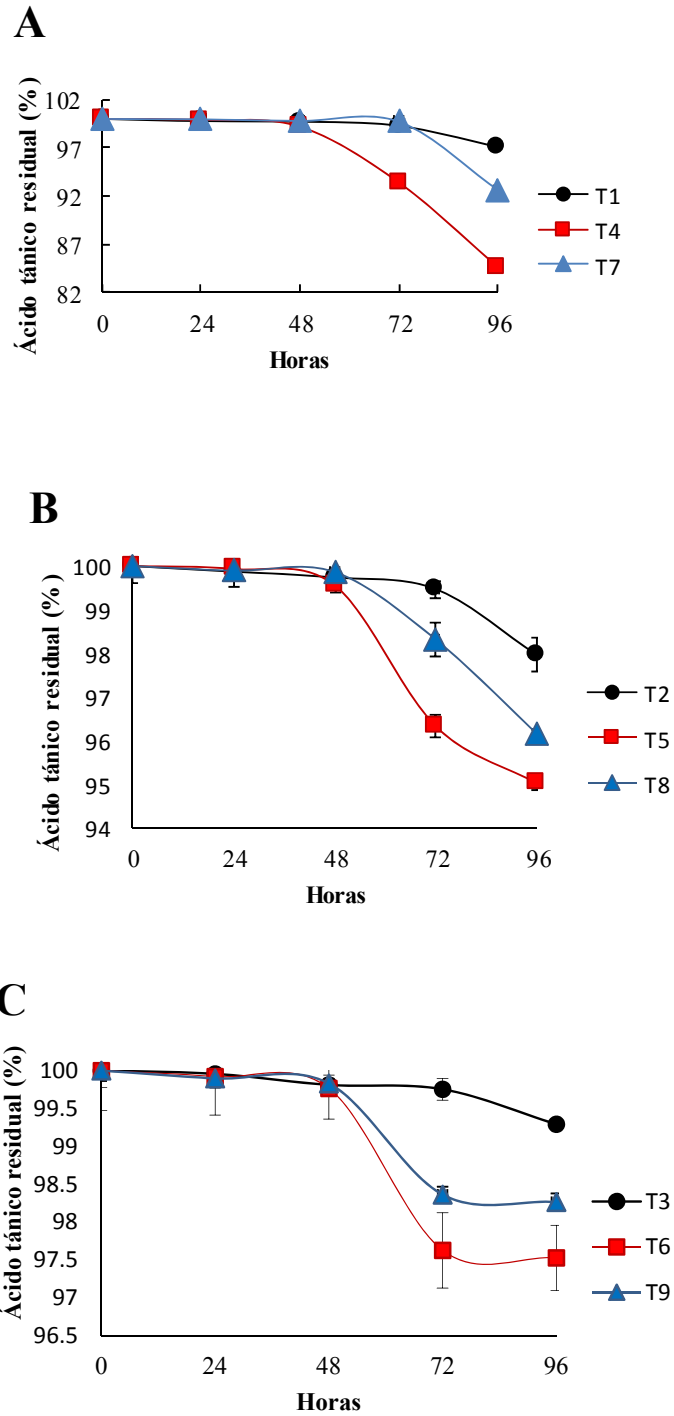 A
Ácido tánico residual (%)
102
97
92
87
82
0 24 48 72 96
Horas
T1
T4
T7
B
Ácido tánico residual (%)
100
99
98
97
96
95
94
0 24 48 72 96
Horas
T2
T5
T8
C
Ácido tánico residual (%)
100
99.5
99
98.5
98
97.5
97
96.5
0 24 48 72 96
Horas
T3
T6
T9